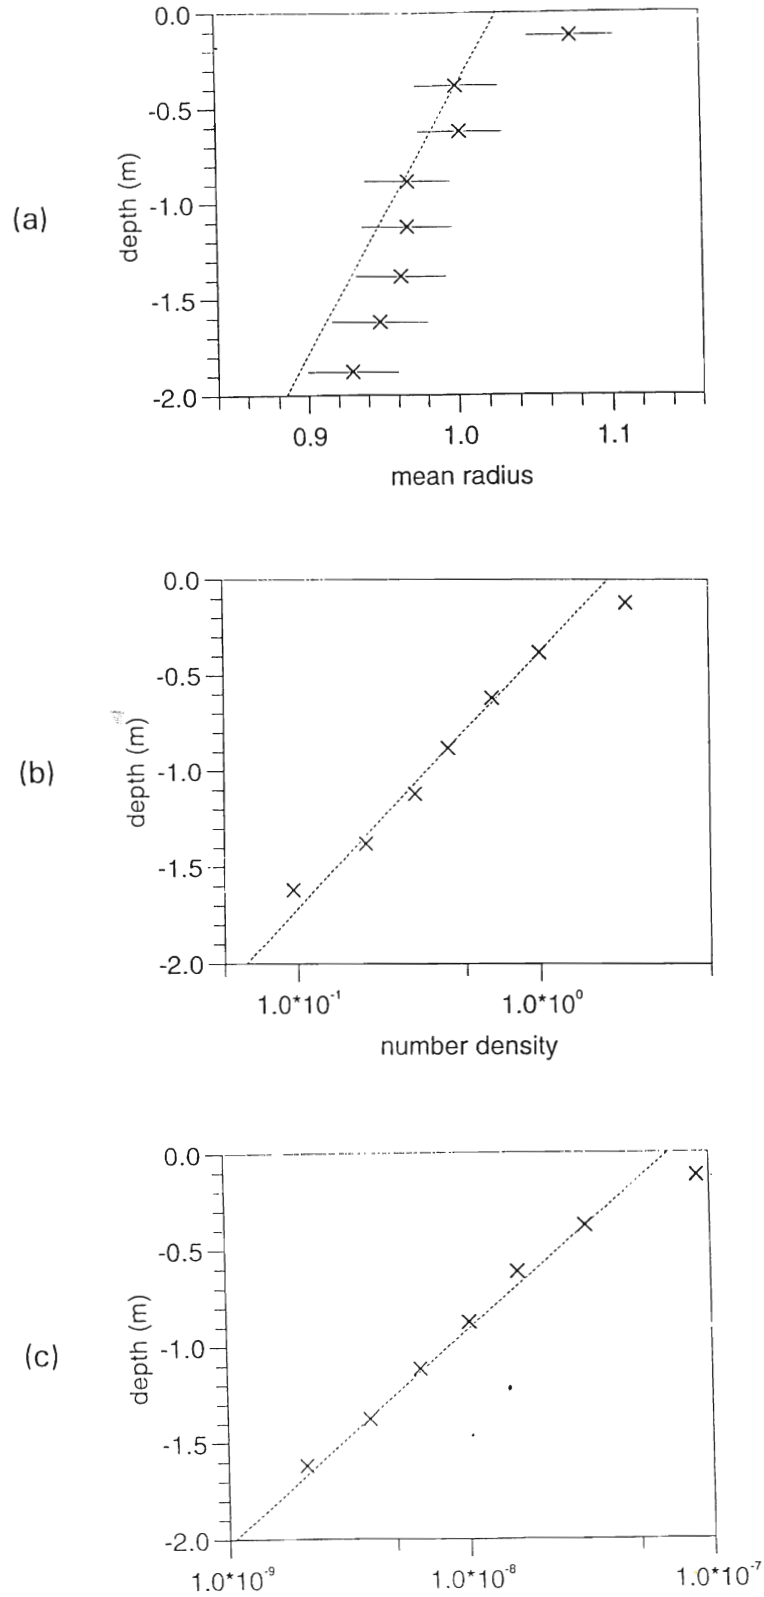 (a)
depth (m)
0.0
-0.5
-1.0
-1.5
-2.0
0.9 1.0 1.1
mean radius
(b)
depth (m)
0.0
-0.5
-1.0
-1.5
-2.0
1.0*10⁻¹ 1.0*10⁰
number density
(c)
depth (m)
0.0
-0.5
-1.0
-1.5
-2.0
1.0*10⁻⁹ 1.0*10⁻⁸ 1.0*10⁻⁷